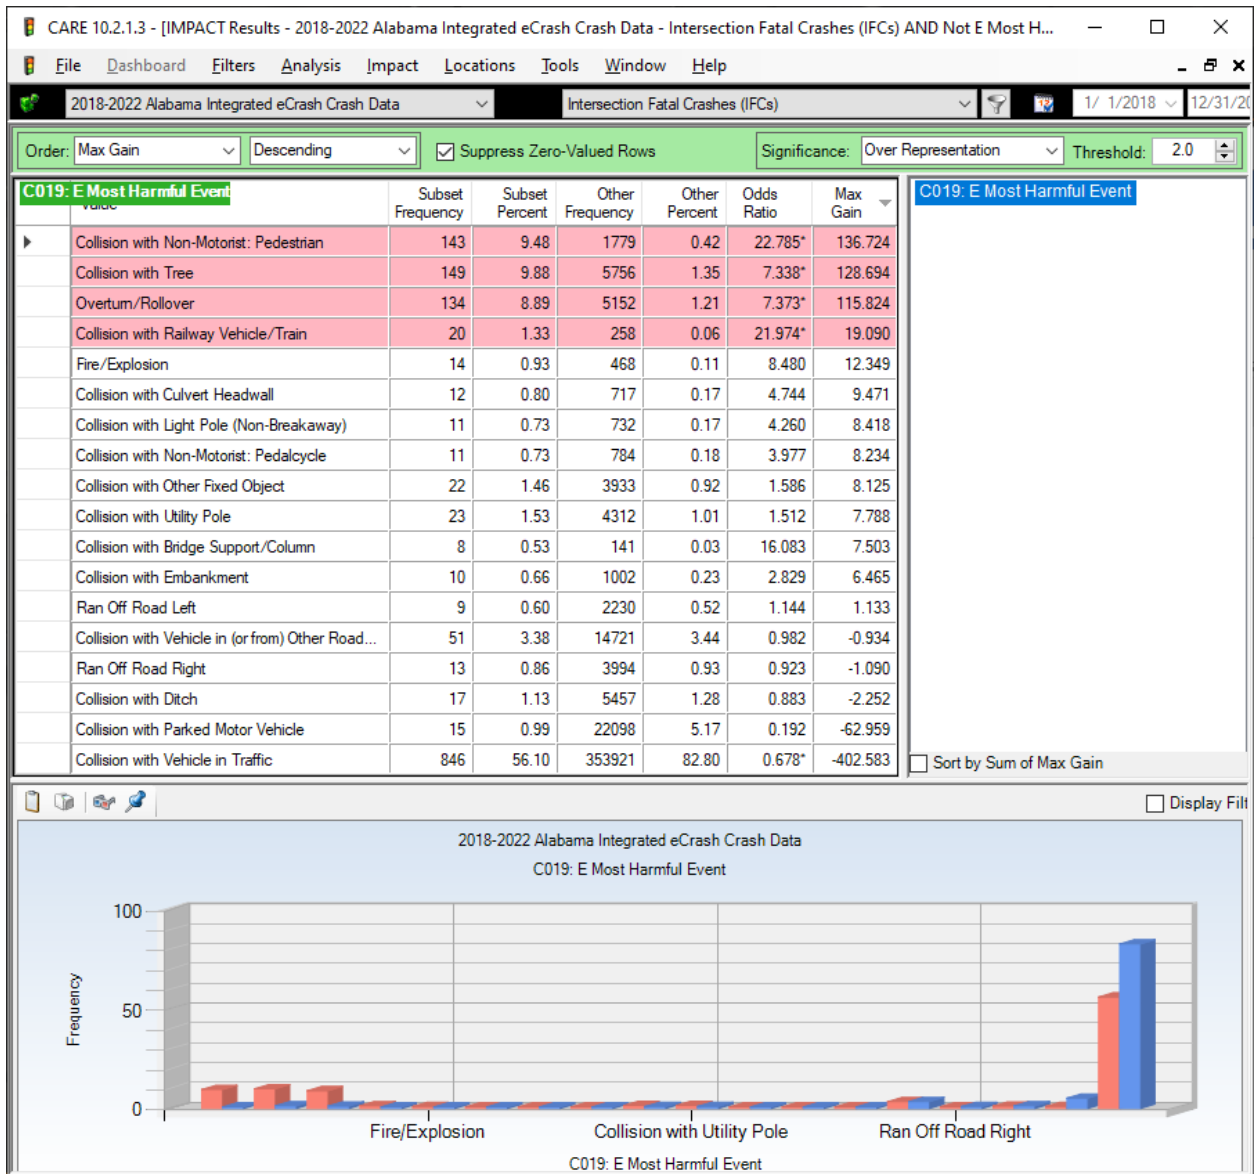 CARE 10.2.1.3 - [IMPACT Results - 2018-2022 Alabama Integrated eCrash Crash Data - Intersection Fatal Crashes (IFCs) AND Not E Most H...
File Dashboard Filters Analysis Impact Locations Tools Window Help
2018-2022 Alabama Integrated eCrash Crash Data Intersection Fatal Crashes (IFCs) 1/ 1/2018 12/31/20
Order: Max Gain Descending Suppress Zero-Valued Rows Significance: Over Representation Threshold: 2.0
C019: E Most Harmful Event Subset Frequency Subset Percent Other Frequency Other Percent Odds Ratio Max Gain
C019: E Most Harmful Event
Collision with Non-Motorist: Pedestrian 143 9.48 1779 0.42 22.785* 136.724
Collision with Tree 149 9.88 5756 1.35 7.338* 128.694
Overturn/Rollover 134 8.89 5152 1.21 7.373* 115.824
Collision with Railway Vehicle/Train 20 1.33 258 0.06 21.974* 19.090
Fire/Explosion 14 0.93 468 0.11 8.480 12.349
Collision with Culvert Headwall 12 0.80 717 0.17 4.744 9.471
Collision with Light Pole (Non-Breakaway) 11 0.73 732 0.17 4.260 8.418
Collision with Non-Motorist: Pedalcycle 11 0.73 784 0.18 3.977 8.234
Collision with Other Fixed Object 22 1.46 3933 0.92 1.586 8.125
Collision with Utility Pole 23 1.53 4312 1.01 1.512 7.788
Collision with Bridge Support/Column 8 0.53 141 0.03 16.083 7.503
Collision with Embankment 10 0.66 1002 0.23 2.829 6.465
Ran Off Road Left 9 0.60 2230 0.52 1.144 1.133
Collision with Vehicle in (or from) Other Road... 51 3.38 14721 3.44 0.982 -0.934
Ran Off Road Right 13 0.86 3994 0.93 0.923 -1.090
Collision with Ditch 17 1.13 5457 1.28 0.883 -2.252
Collision with Parked Motor Vehicle 15 0.99 22098 5.17 0.192 -62.959
Collision with Vehicle in Traffic 846 56.10 353921 82.80 0.678* -402.583
Sort by Sum of Max Gain
Display Filt
2018-2022 Alabama Integrated eCrash Crash Data
C019: E Most Harmful Event
100
50
0
Frequency
Fire/Explosion Collision with Utility Pole Ran Off Road Right
C019: E Most Harmful Event